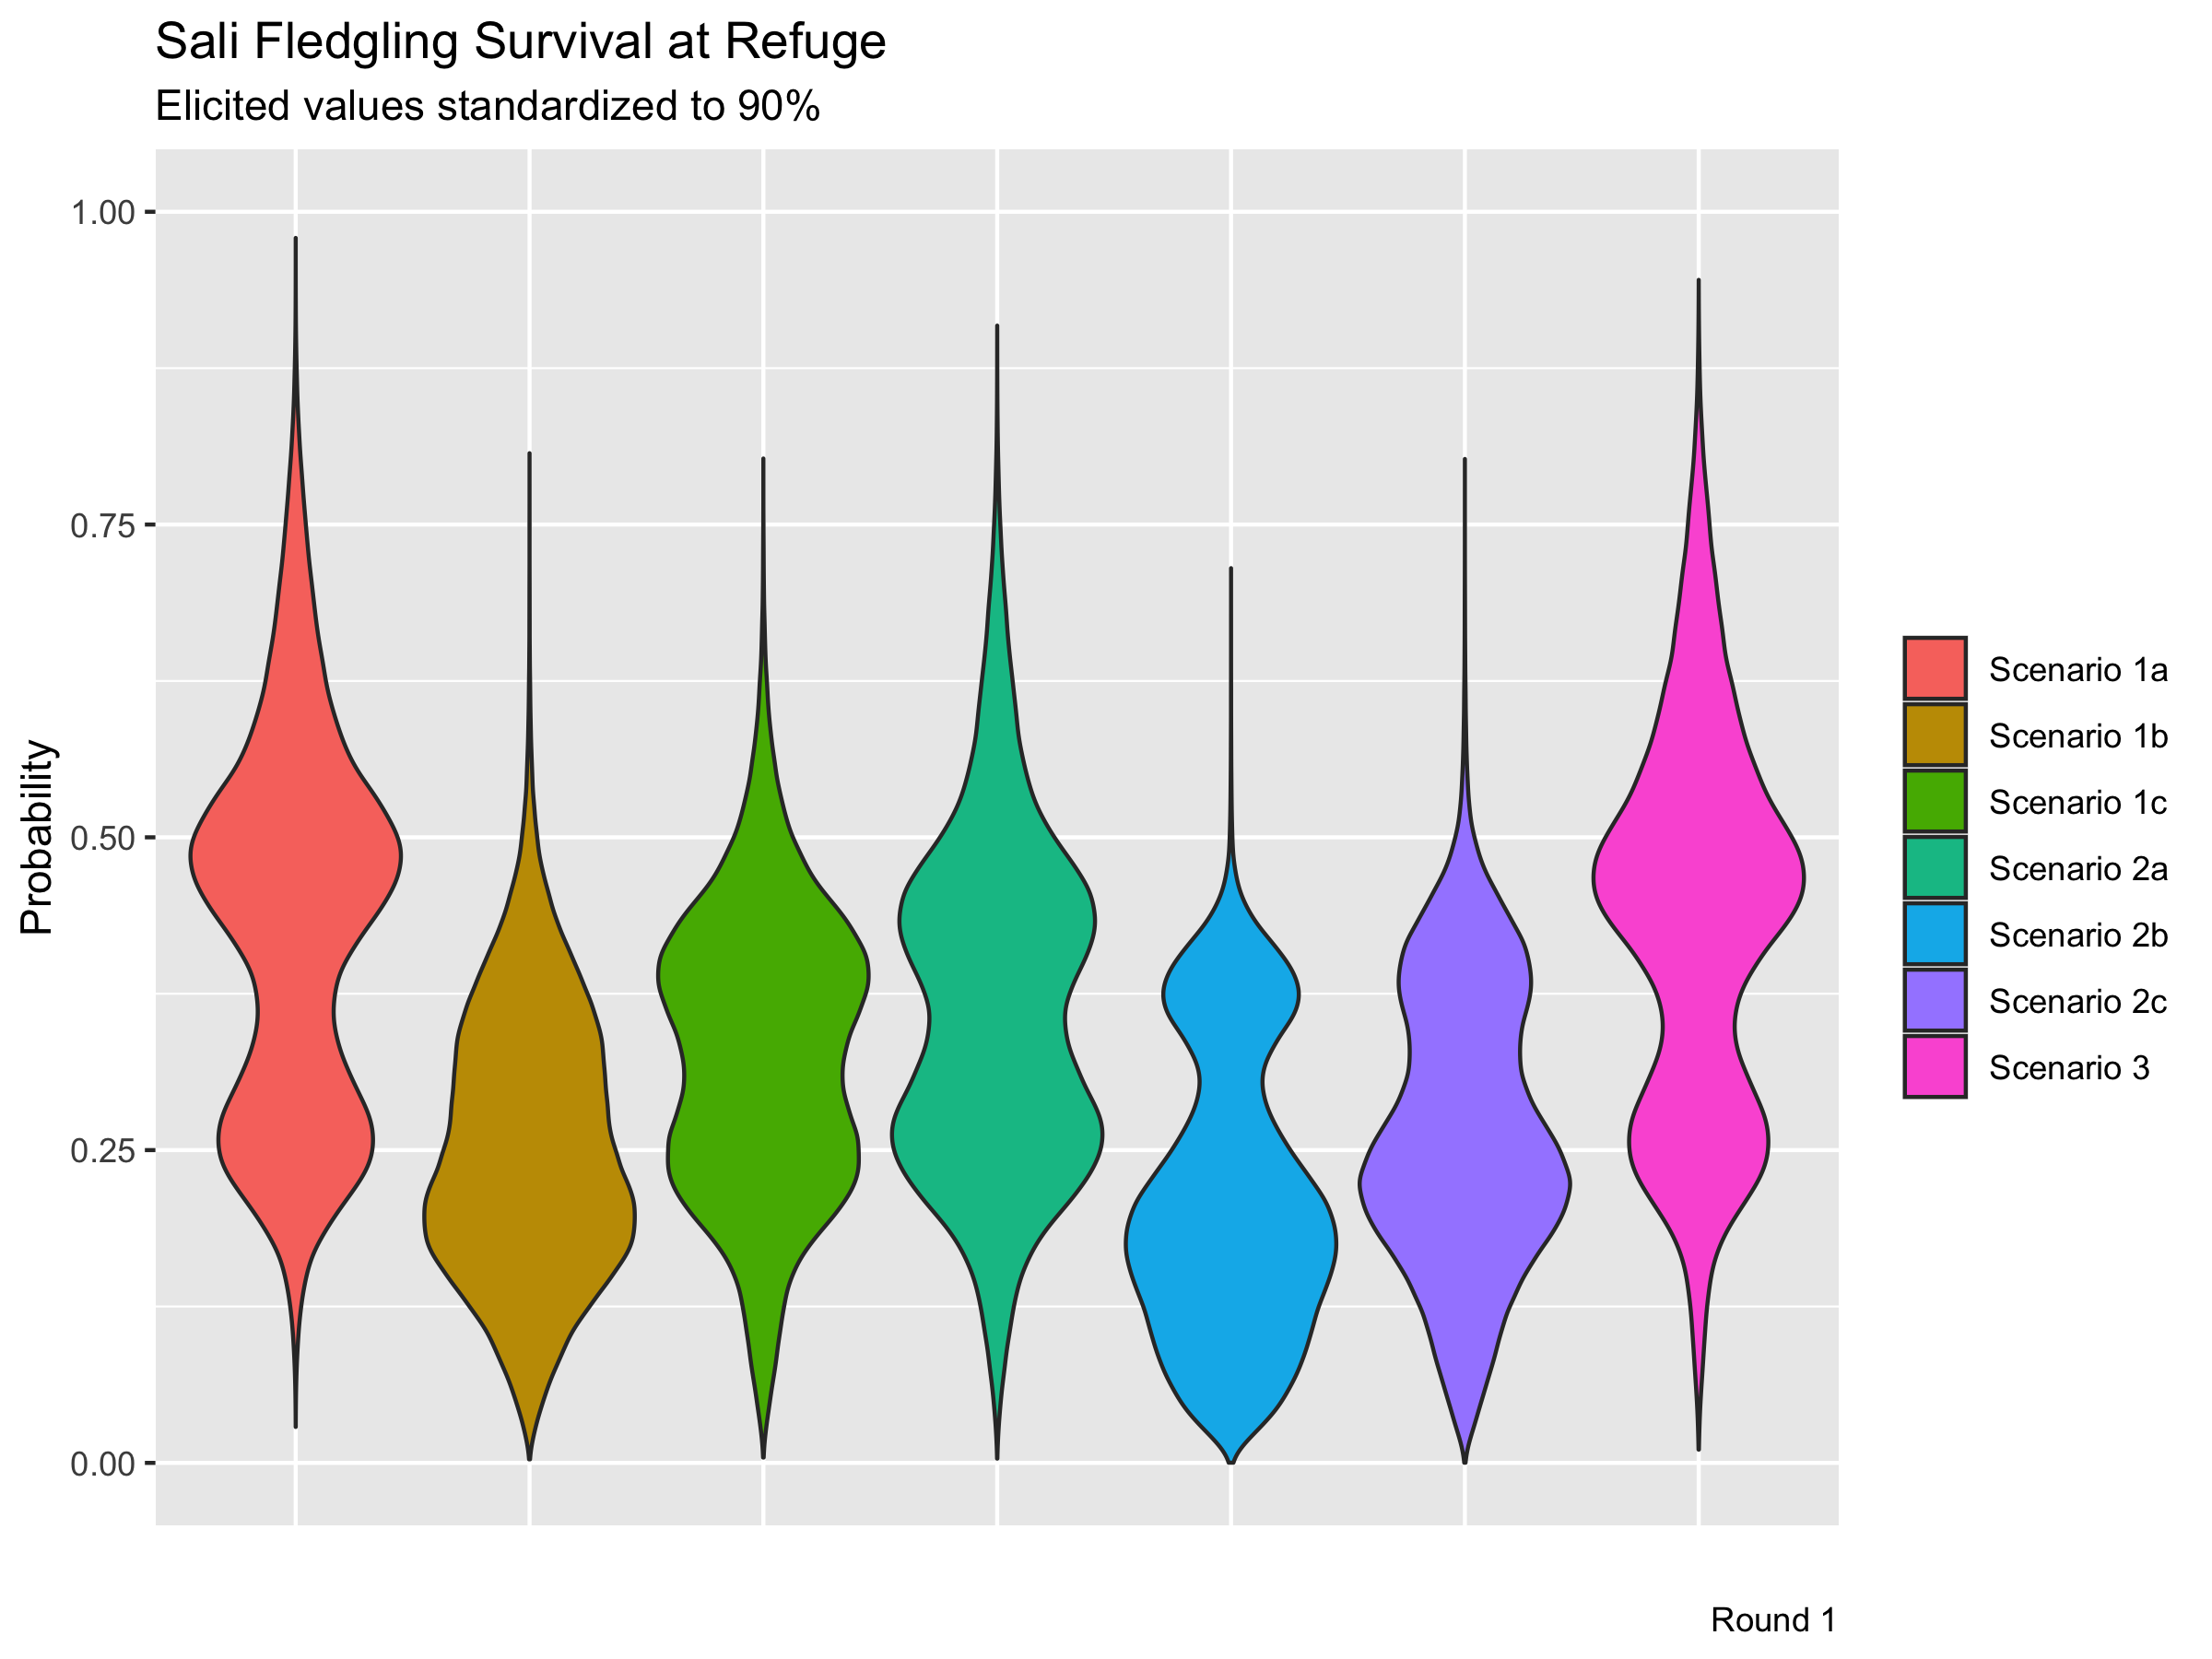 Sali Fledgling Survival at Refuge
Elicited values standardized to 90%
1.00
0.75
0.50
0.25
0.00
Probability
Scenario 1a
Scenario 1b
Scenario 1c
Scenario 2a
Scenario 2b
Scenario 2c
Scenario 3
Round 1